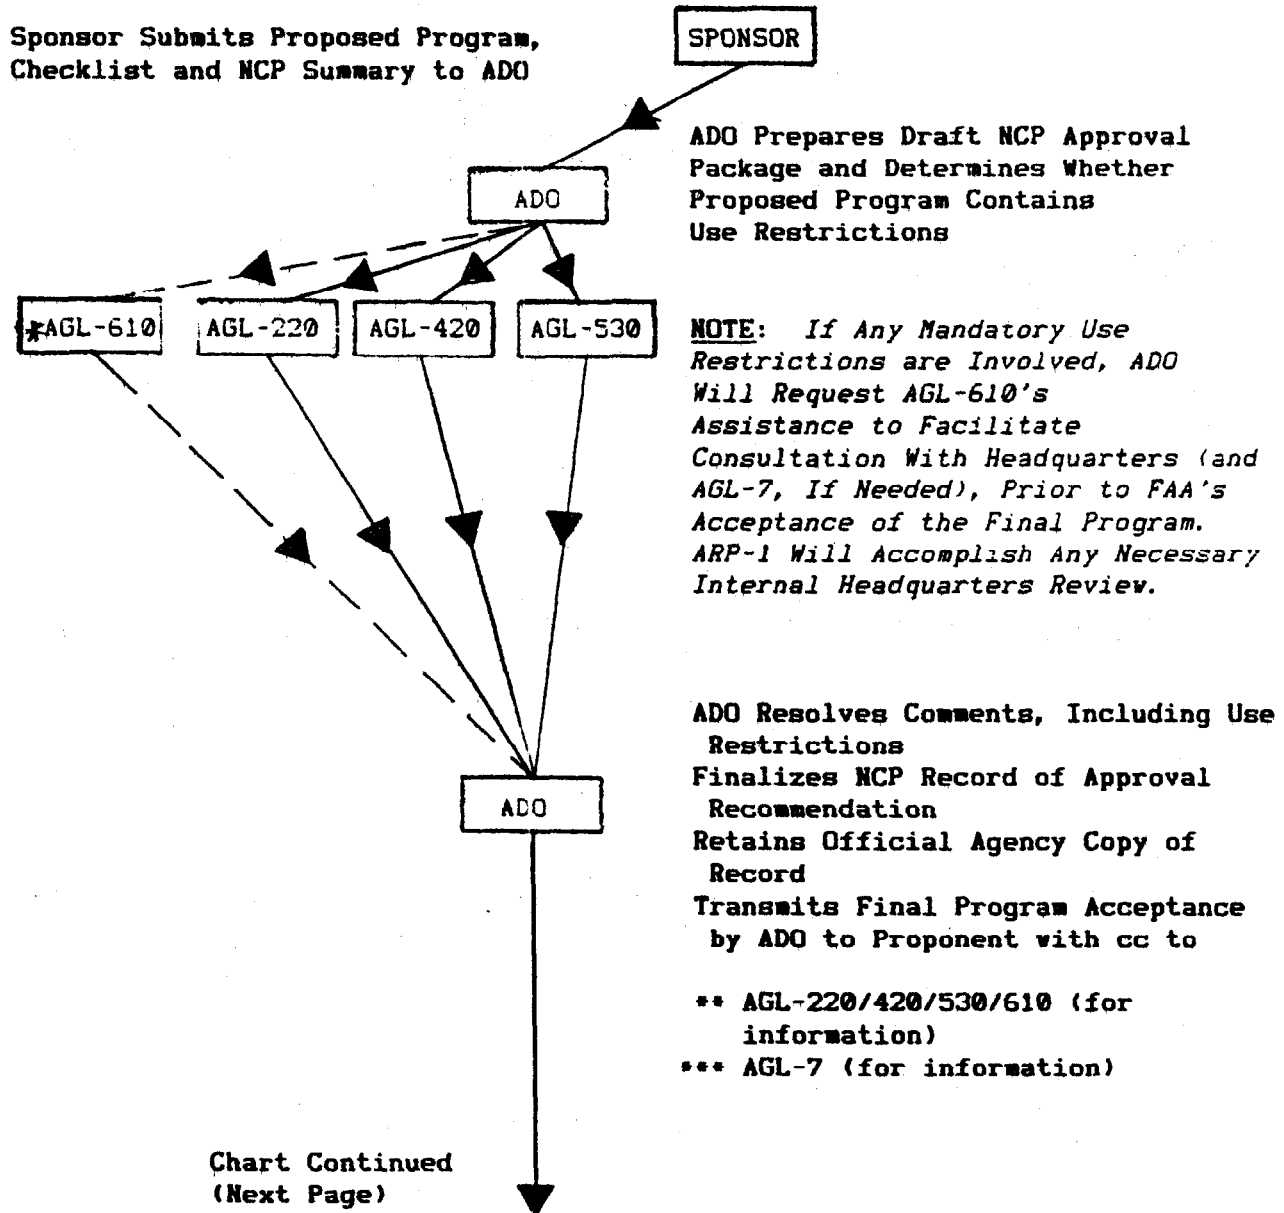 Sponsor Submits Proposed Program,
Checklist and NCP Summary to ADO
SPONSOR
ADO Prepares Draft NCP Approval
Package and Determines Whether
Proposed Program Contains
Use Restrictions
ADO
*AGL-610
AGL-220
AGL-420
AGL-530
NOTE: If Any Mandatory Use
Restrictions are Involved, ADO
Will Request AGL-610's
Assistance to Facilitate
Consultation With Headquarters (and
AGL-7, If Needed), Prior to FAA's
Acceptance of the Final Program.
ARP-1 Will Accomplish Any Necessary
Internal Headquarters Review.
ADO Resolves Comments, Including Use
Restrictions
Finalizes NCP Record of Approval
Recommendation
Retains Official Agency Copy of
Record
Transmits Final Program Acceptance
by ADO to Proponent with cc to
ADO
** AGL-220/420/530/610 (for
information)
*** AGL-7 (for information)
Chart Continued
(Next Page)